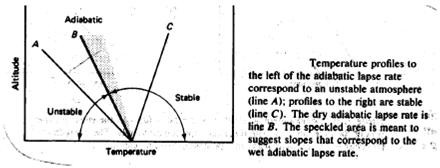 Adiabatic
A
B
C
Altitude
Unstable
Stable
Temperature
Temperature profiles to
the left of the adiabatic lapse rate
correspond to an unstable atmosphere
(line A); profiles to the right are stable
(line C). The dry adiabatic lapse rate is
line B. The speckled area is meant to
suggest slopes that correspond to the
wet adiabatic lapse rate.